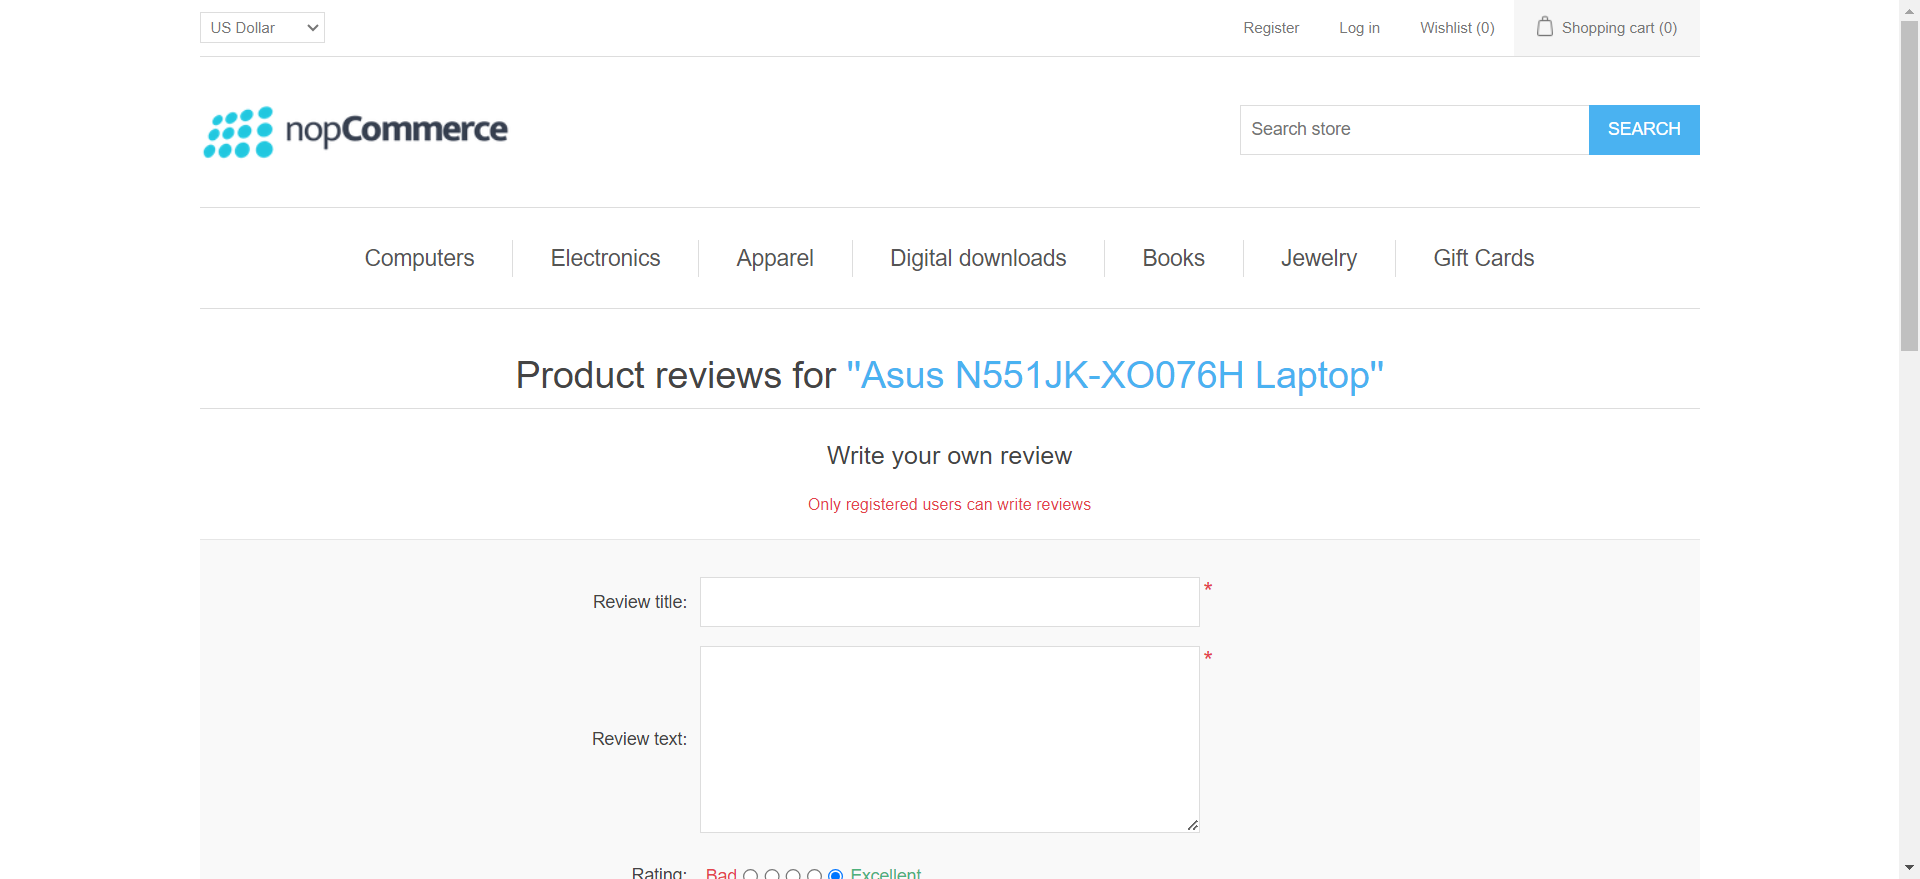 US Dollar
Register
Log in
Wishlist (0)
Shopping cart (0)
nopCommerce
Search store
SEARCH
Computers
Electronics
Apparel
Digital downloads
Books
Jewelry
Gift Cards
Product reviews for "Asus N551JK-XO076H Laptop"
Write your own review
Only registered users can write reviews
Review title:
*
Review text:
*
Rating:
Bad
Excellent